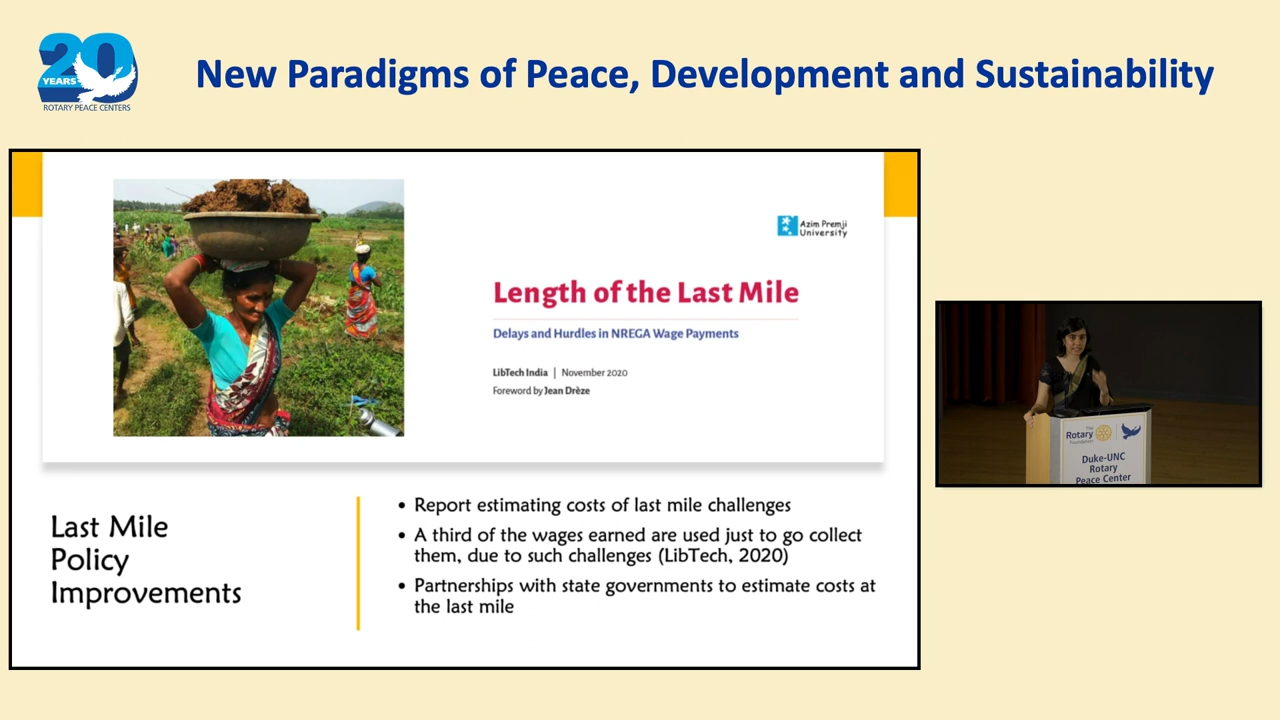 20
YEARS
ROTARY PEACE CENTERS
New Paradigms of Peace, Development and Sustainability
Azim Premji
University
Length of the Last Mile
Delays and Hurdles in NREGA Wage Payments
LibTech India | November 2020
Foreword by Jean Drèze
Last Mile
Policy
Improvements
• Report estimating costs of last mile challenges
• A third of the wages earned are used just to go collect
them, due to such challenges (LibTech, 2020)
• Partnerships with state governments to estimate costs at
the last mile
The
Rotary
Foundation
Duke-UNC
Rotary
Peace Center